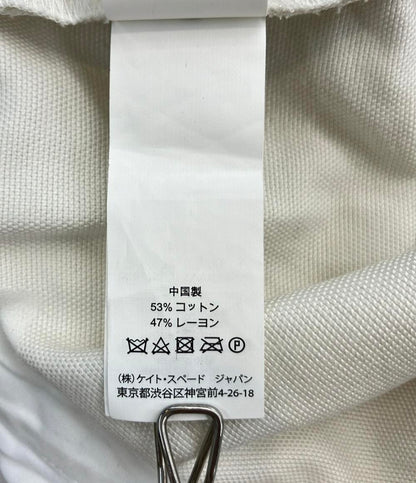 中国製
53% コットン
47% レーヨン
P
(株)ケイト・スペード ジャパン
東京都渋谷区神宮前4-26-18